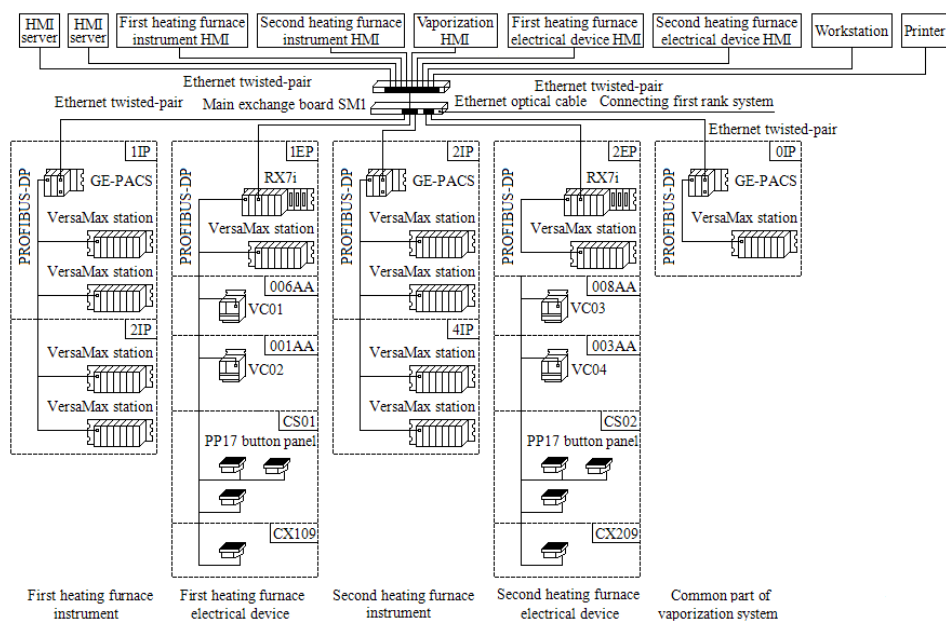 HMI
server
HMI
server
First heating furnace
instrument HMI
Second heating furnace
instrument HMI
Vaporization
HMI
First heating furnace
electrical device HMI
Second heating furnace
electrical device HMI
Workstation
Printer
Ethernet twisted-pair
Ethernet twisted-pair
Ethernet twisted-pair
Main exchange board SM1
Ethernet optical cable
Connecting first rank system
Ethernet twisted-pair
PROFIBUS-DP
1IP
GE-PACS
VersaMax station
VersaMax station
2IP
VersaMax station
VersaMax station
PROFIBUS-DP
1EP
RX7i
VersaMax station
006AA
VC01
001AA
VC02
CS01
PP17 button panel
CX109
PROFIBUS-DP
2IP
GE-PACS
VersaMax station
VersaMax station
4IP
VersaMax station
VersaMax station
PROFIBUS-DP
2EP
RX7i
VersaMax station
008AA
VC03
003AA
VC04
CS02
PP17 button panel
CX209
PROFIBUS-DP
0IP
GE-PACS
VersaMax station
First heating furnace
instrument
First heating furnace
electrical device
Second heating furnace
instrument
Second heating furnace
electrical device
Common part of
vaporization system